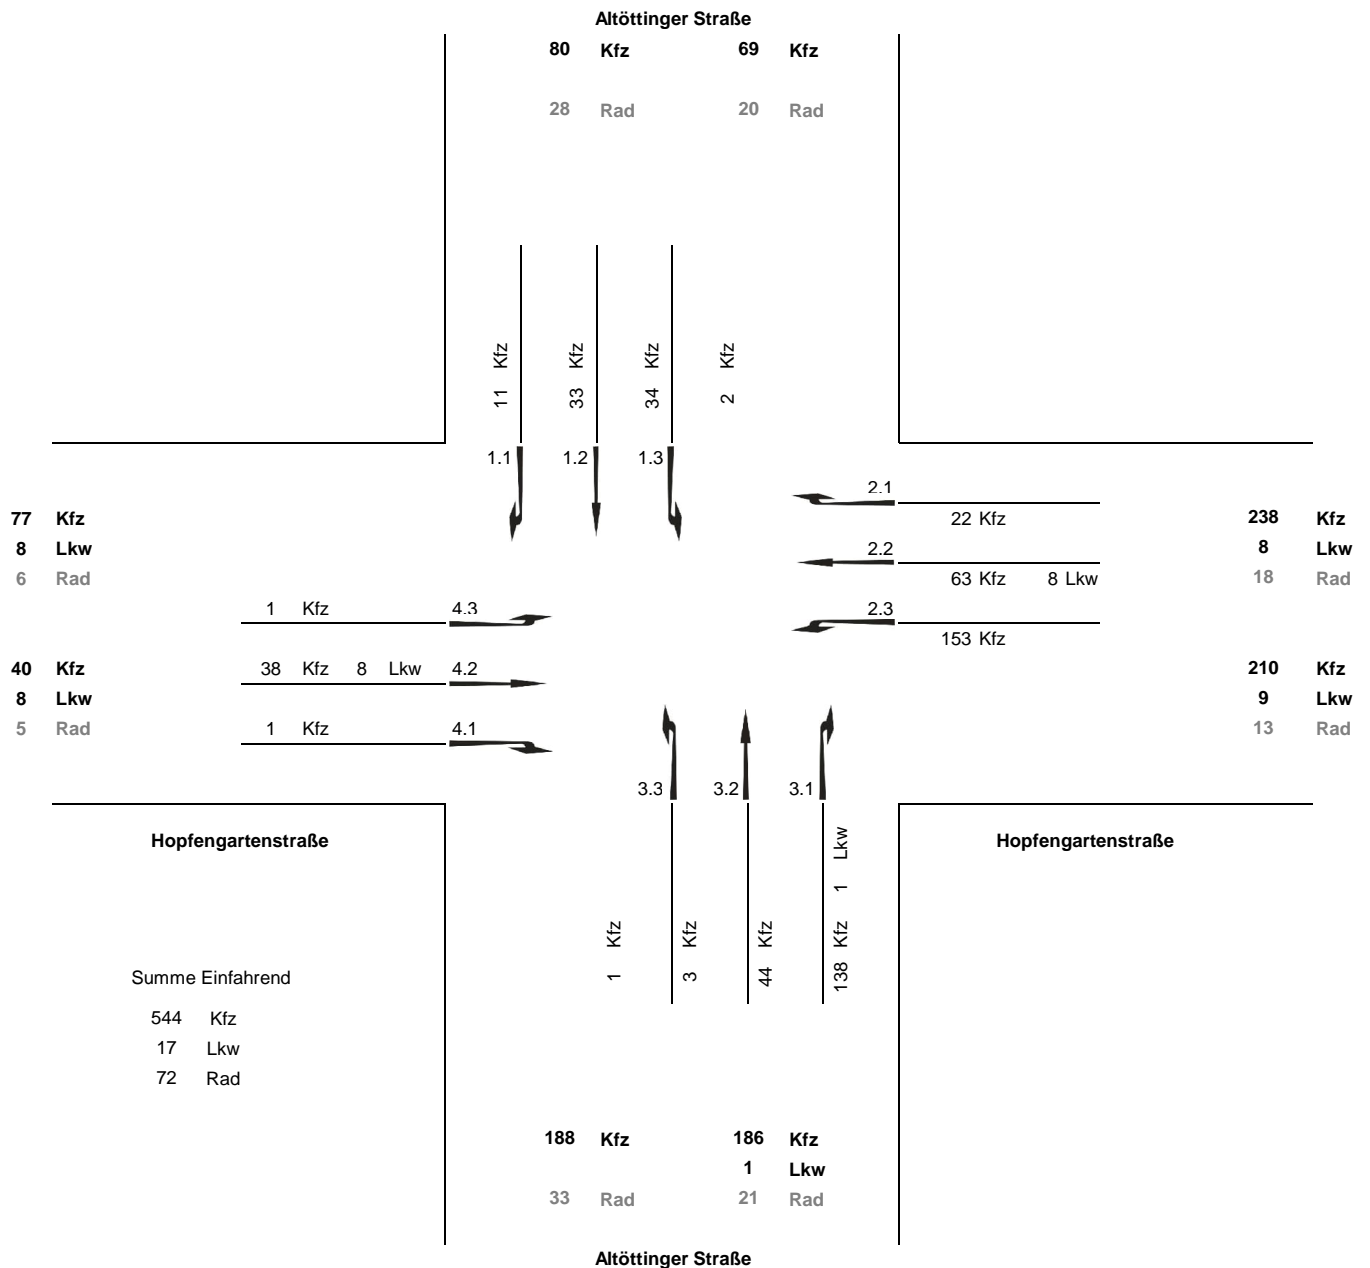 Altöttinger Straße
80 Kfz 69 Kfz
28 Rad 20 Rad
11 Kfz
33 Kfz
34 Kfz
2 Kfz
1.1 1.2 1.3
2.1
22 Kfz
2.2
63 Kfz 8 Lkw
2.3
153 Kfz
77 Kfz
8 Lkw
6 Rad
238 Kfz
8 Lkw
18 Rad
1 Kfz 4.3
38 Kfz 8 Lkw 4.2
1 Kfz 4.1
40 Kfz
8 Lkw
5 Rad
210 Kfz
9 Lkw
13 Rad
3.3 3.2 3.1
Hopfengartenstraße
Hopfengartenstraße
1 Kfz
3 Kfz
44 Kfz
138 Kfz 1 Lkw
Summe Einfahrend
544 Kfz
17 Lkw
72 Rad
188 Kfz 186 Kfz
1 Lkw
33 Rad 21 Rad
Altöttinger Straße